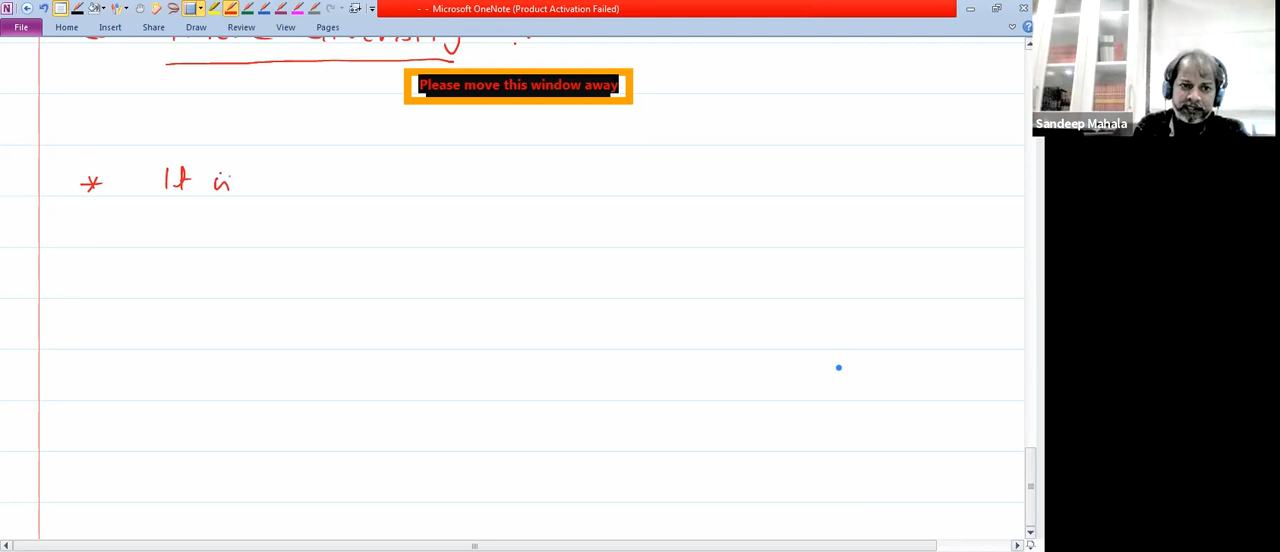 - - Microsoft OneNote (Product Activation Failed)
File Home Insert Share Draw Review View Pages
Please move this window away
Sandeep Mahala
* It is